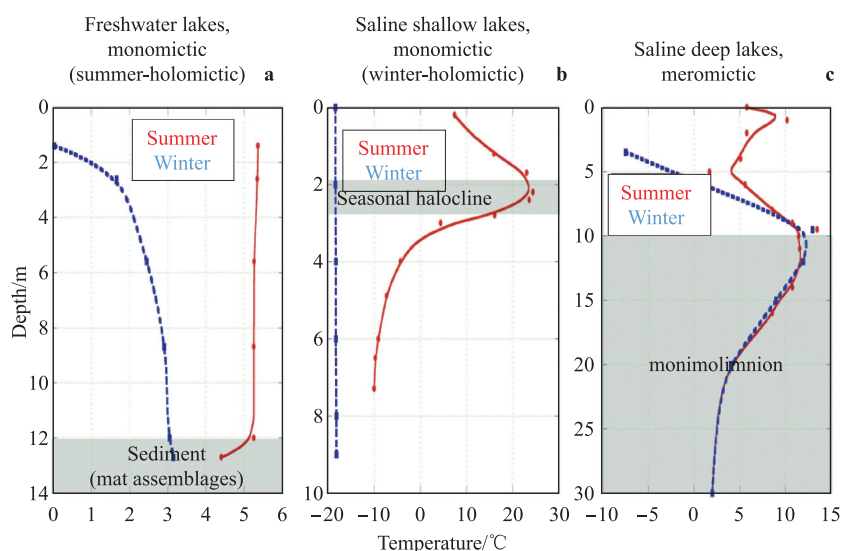 Freshwater lakes,
monomictic
(summer-holomictic) a
Saline shallow lakes,
monomictic
(winter-holomictic) b
Saline deep lakes,
meromictic c
Depth/m
0
2
4
6
8
10
12
14
Summer
Winter
Sediment
(mat assemblages)
0 1 2 3 4 5 6
0
2
4
6
8
10
Summer
Winter
Seasonal halocline
−20 −10 0 10 20 30
Temperature/℃
0
5
10
15
20
25
30
Summer
Winter
monimolimnion
−10 −5 0 5 10 15